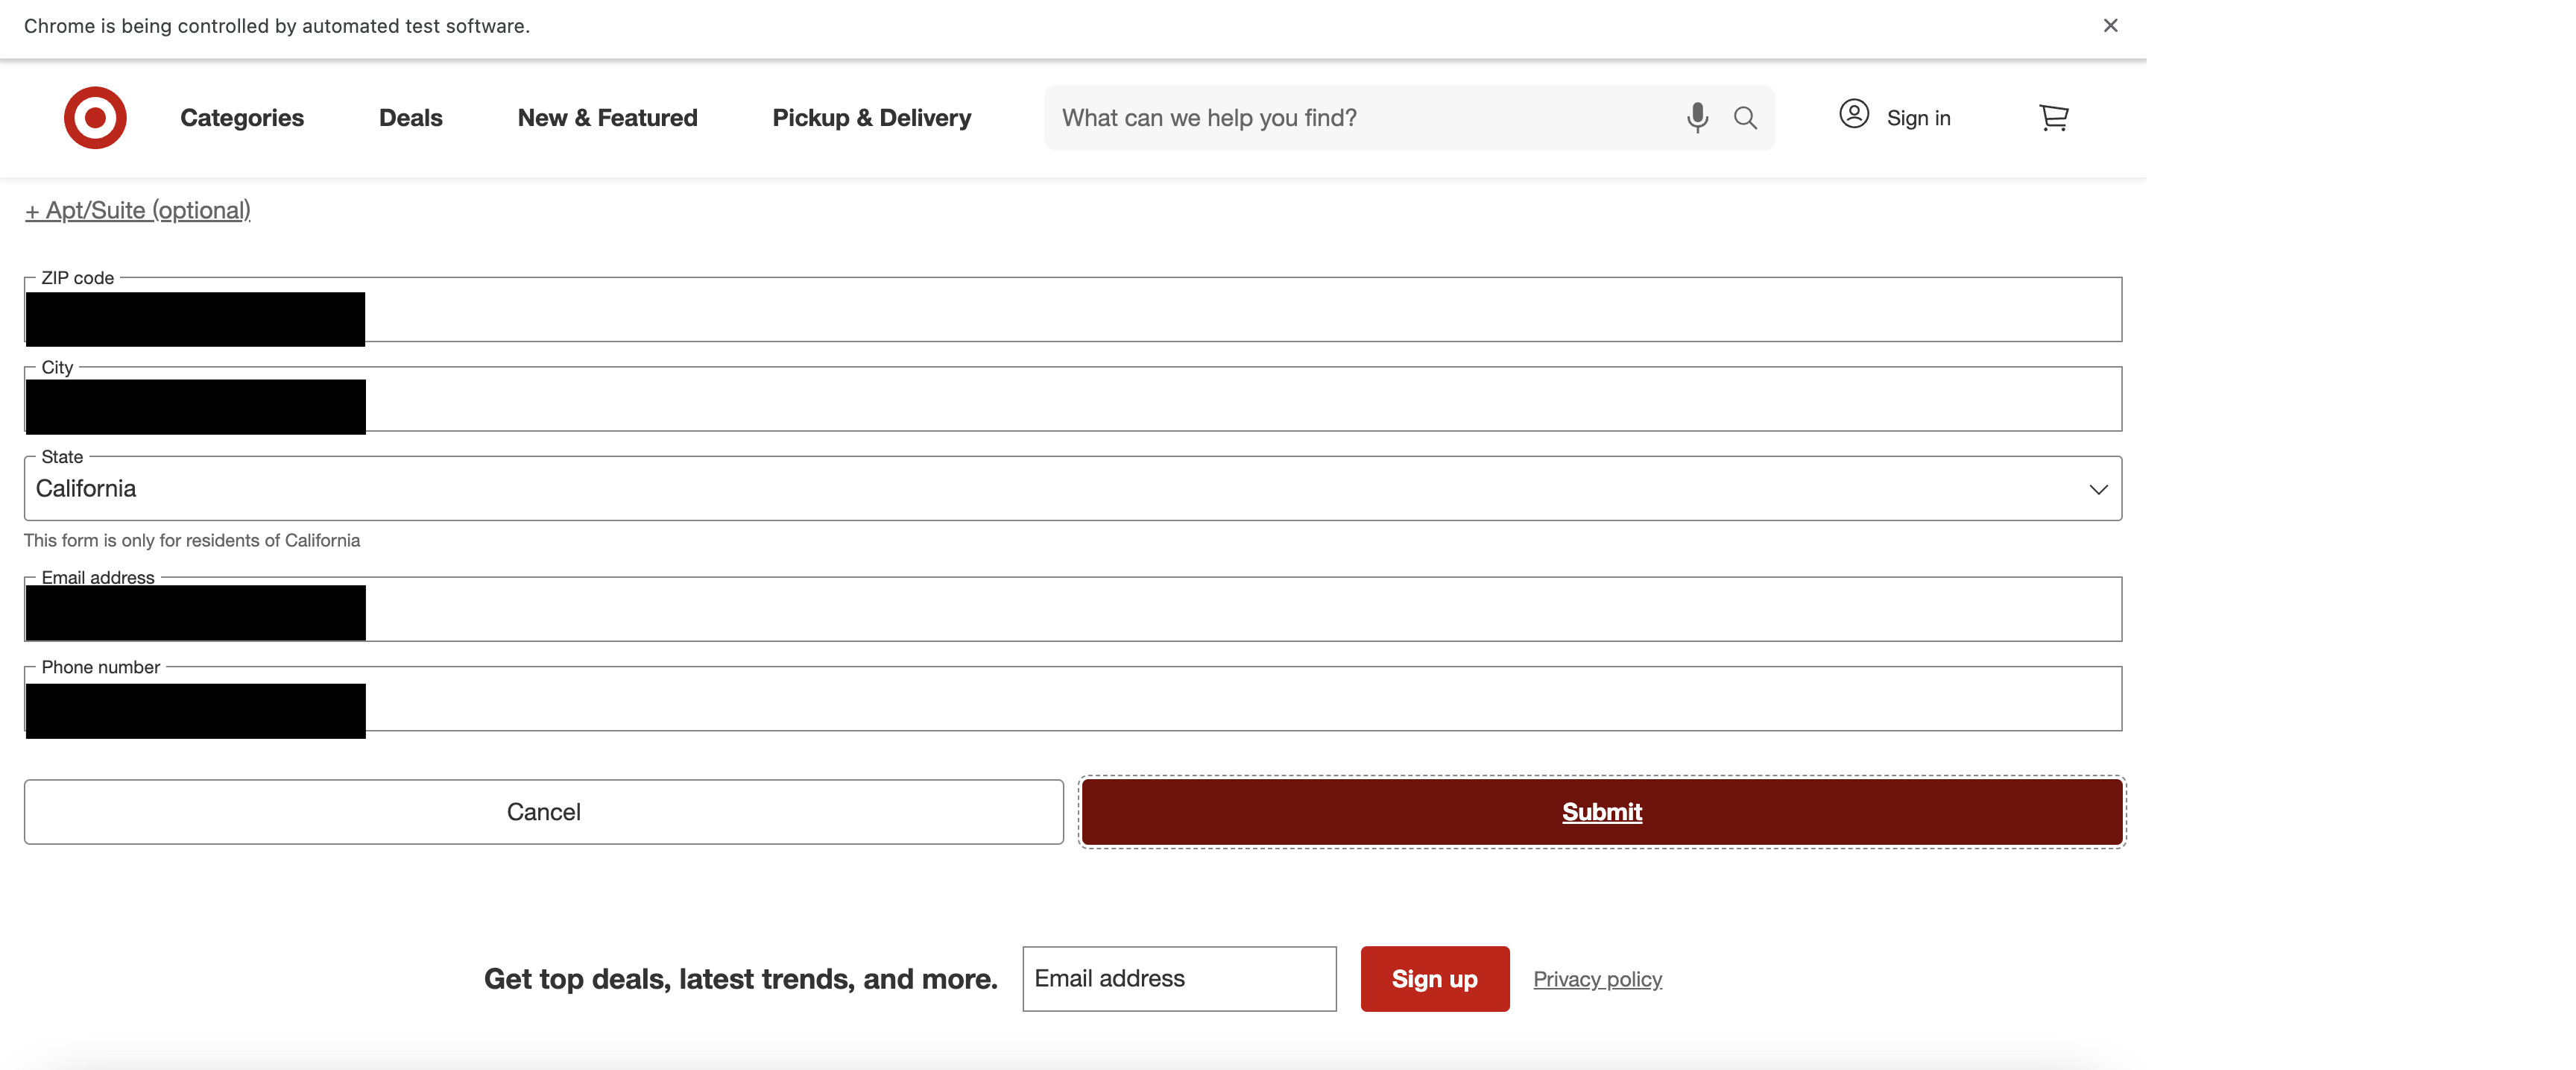 Chrome is being controlled by automated test software.
Categories Deals New & Featured Pickup & Delivery What can we help you find? Sign in
+ Apt/Suite (optional)
ZIP code
City
State
California
This form is only for residents of California
Email address
Phone number
Cancel Submit
Get top deals, latest trends, and more. Email address Sign up Privacy policy